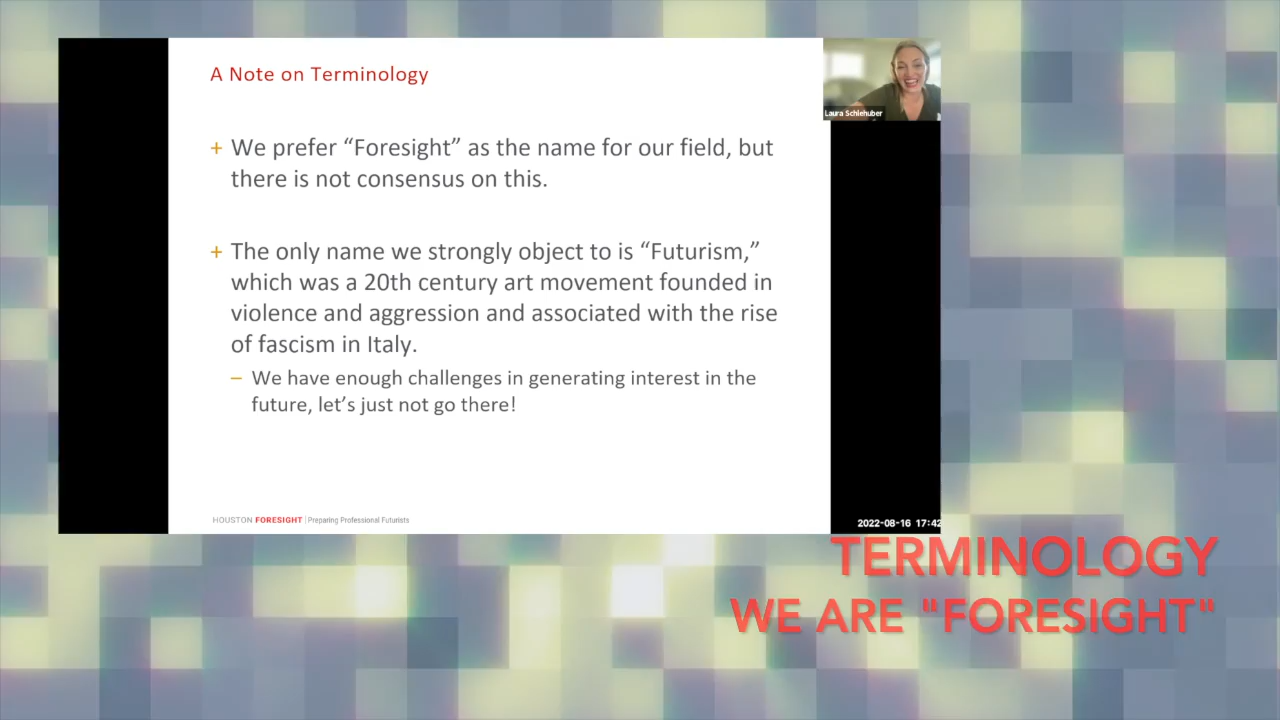 A Note on Terminology
Laura Schlehuber
+ We prefer “Foresight” as the name for our field, but
there is not consensus on this.
+ The only name we strongly object to is “Futurism,”
which was a 20th century art movement founded in
violence and aggression and associated with the rise
of fascism in Italy.
– We have enough challenges in generating interest in the
future, let’s just not go there!
HOUSTON FORESIGHT | Preparing Professional Futurists
2022-08-16 17:42
TERMINOLOGY
WE ARE "FORESIGHT"